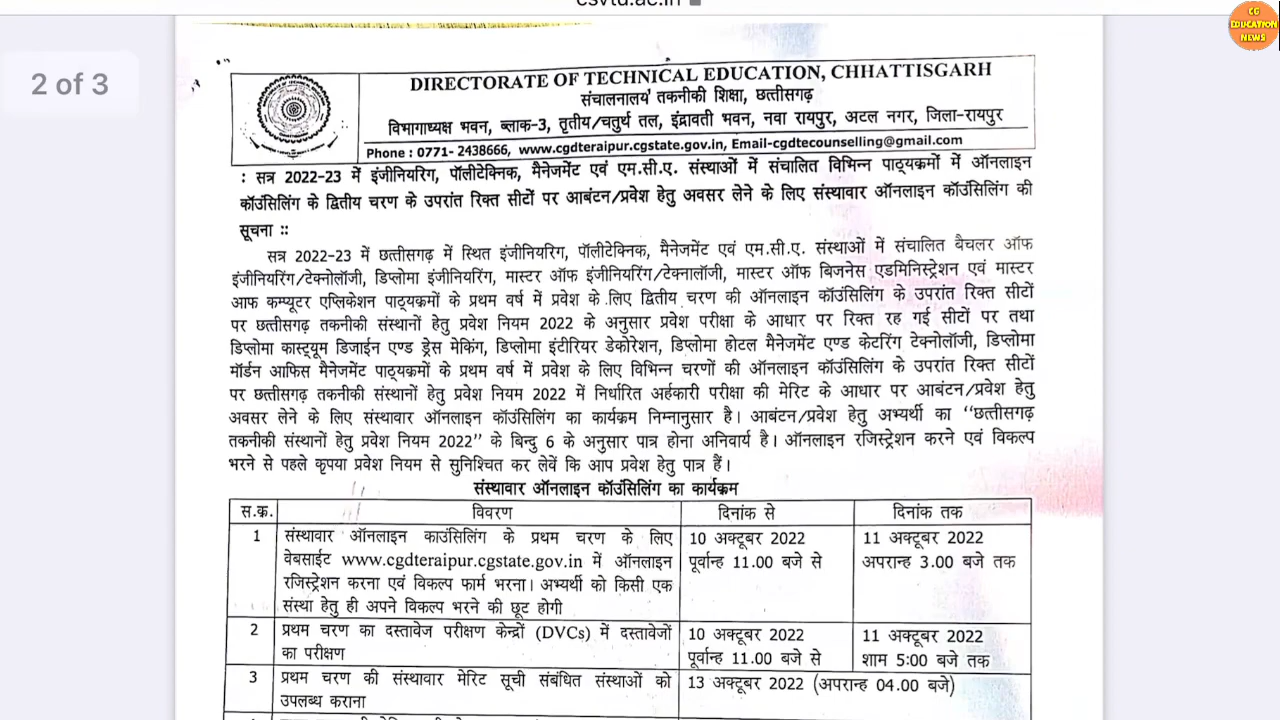 csvtu.ac.in
CG
EDUCATION
NEWS
2 of 3
DIRECTORATE OF TECHNICAL EDUCATION, CHHATTISGARH
संचालनालय तकनीकी शिक्षा, छत्तीसगढ़
विभागाध्यक्ष भवन, ब्लाक-3, तृतीय/चतुर्थ तल, इंद्रावती भवन, नवा रायपुर, अटल नगर, जिला-रायपुर
Phone : 0771- 2438666, www.cgdteraipur.cgstate.gov.in, Email-cgdtecounselling@gmail.com
: सत्र 2022-23 में इंजीनियरिंग, पॉलीटेक्निक, मैनेजमेंट एवं एम.सी.ए. संस्थाओं में संचालित विभिन्न पाठ्यक्रमों में ऑनलाइन
कॉउंसिलिंग के द्वितीय चरण के उपरांत रिक्त सीटों पर आबंटन/प्रवेश हेतु अवसर लेने के लिए संस्थावार ऑनलाइन कॉउंसिलिंग की
सूचना ::
सत्र 2022-23 में छत्तीसगढ़ में स्थित इंजीनियरिंग, पॉलीटेक्निक, मैनेजमेंट एवं एम.सी.ए. संस्थाओं में संचालित बैचलर ऑफ
इंजीनियरिंग/टेक्नोलॉजी, डिप्लोमा इंजीनियरिंग, मास्टर ऑफ इंजीनियरिंग/टेक्नालॉजी, मास्टर ऑफ बिजनेस एडमिनिस्ट्रेशन एवं मास्टर
आफ कम्प्यूटर एप्लिकेशन पाठ्यक्रमों के प्रथम वर्ष में प्रवेश के लिए द्वितीय चरण की ऑनलाइन कॉउंसिलिंग के उपरांत रिक्त सीटों
पर छत्तीसगढ़ तकनीकी संस्थानों हेतु प्रवेश नियम 2022 के अनुसार प्रवेश परीक्षा के आधार पर रिक्त रह गई सीटों पर तथा
डिप्लोमा कास्ट्यूम डिजाईन एण्ड ड्रेस मेकिंग, डिप्लोमा इंटीरियर डेकोरेशन, डिप्लोमा होटल मैनेजमेंट एण्ड केटरिंग टेक्नोलॉजी, डिप्लोमा
मॉर्डन आफिस मैनेजमेंट पाठ्यक्रमों के प्रथम वर्ष में प्रवेश के लिए विभिन्न चरणों की ऑनलाइन कॉउंसिलिंग के उपरांत रिक्त सीटों
पर छत्तीसगढ़ तकनीकी संस्थानों हेतु प्रवेश नियम 2022 में निर्धारित अर्हकारी परीक्षा की मेरिट के आधार पर आबंटन/प्रवेश हेतु
अवसर लेने के लिए संस्थावार ऑनलाइन कॉउंसिलिंग का कार्यक्रम निम्नानुसार है। आबंटन/प्रवेश हेतु अभ्यर्थी का "छत्तीसगढ़
तकनीकी संस्थानों हेतु प्रवेश नियम 2022" के बिन्दु 6 के अनुसार पात्र होना अनिवार्य है। ऑनलाइन रजिस्ट्रेशन करने एवं विकल्प
भरने से पहले कृपया प्रवेश नियम से सुनिश्चित कर लेवें कि आप प्रवेश हेतु पात्र हैं।
संस्थावार ऑनलाइन कॉउंसिलिंग का कार्यक्रम
स.क. विवरण दिनांक से दिनांक तक
1 संस्थावार ऑनलाइन काउंसिलिंग के प्रथम चरण के लिए 10 अक्टूबर 2022 11 अक्टूबर 2022
वेबसाईट www.cgdteraipur.cgstate.gov.in में ऑनलाइन पूर्वान्ह 11.00 बजे से अपरान्ह 3.00 बजे तक
रजिस्ट्रेशन करना एवं विकल्प फार्म भरना। अभ्यर्थी को किसी एक
संस्था हेतु ही अपने विकल्प भरने की छूट होगी
2 प्रथम चरण का दस्तावेज परीक्षण केन्द्रों (DVCs) में दस्तावेजों 10 अक्टूबर 2022 11 अक्टूबर 2022
का परीक्षण पूर्वान्ह 11.00 बजे से शाम 5:00 बजे तक
3 प्रथम चरण की संस्थावार मेरिट सूची संबंधित संस्थाओं को 13 अक्टूबर 2022 (अपरान्ह 04.00 बजे)
उपलब्ध कराना